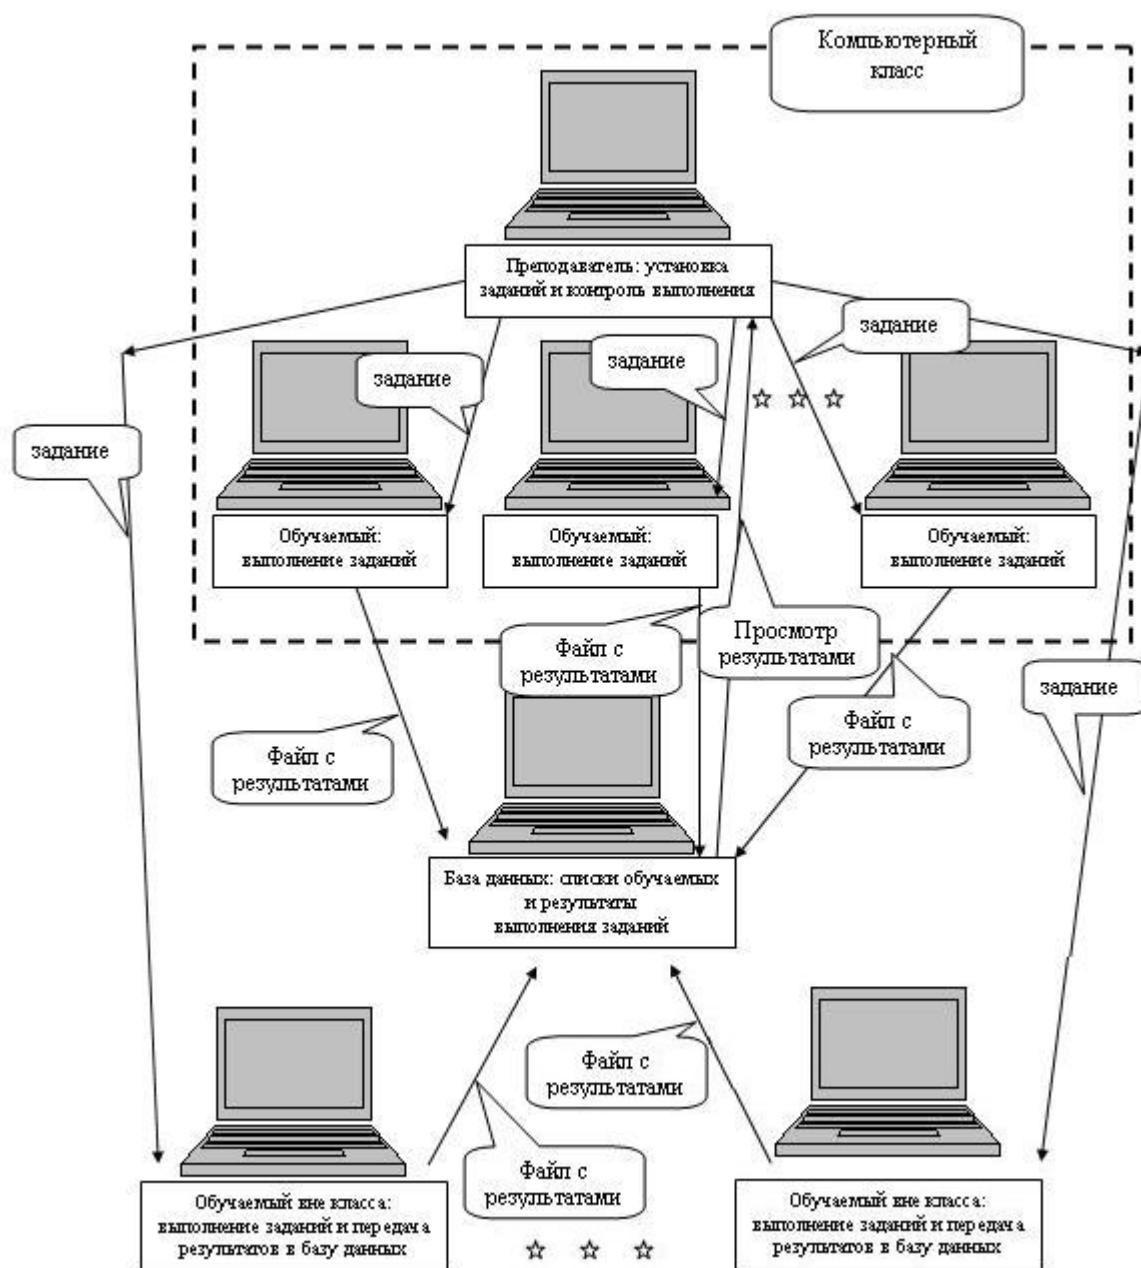 Компьютерный
класс
Преподаватель: установка
заданий и контроль выполнения
задание
задание
задание
задание
Обучаемый:
выполнение заданий
Обучаемый:
выполнение заданий
Обучаемый:
выполнение заданий
Файл с
результатами
Просмотр
результатами
задание
Файл с
результатами
Файл с
результатами
База данных: списки обучаемых
и результаты
выполнения заданий
Файл с
результатами
Файл с
результатами
Обучаемый вне класса:
выполнение заданий и передача
результатов в базу данных
Обучаемый вне класса:
выполнение заданий и передача
результатов в базу данных